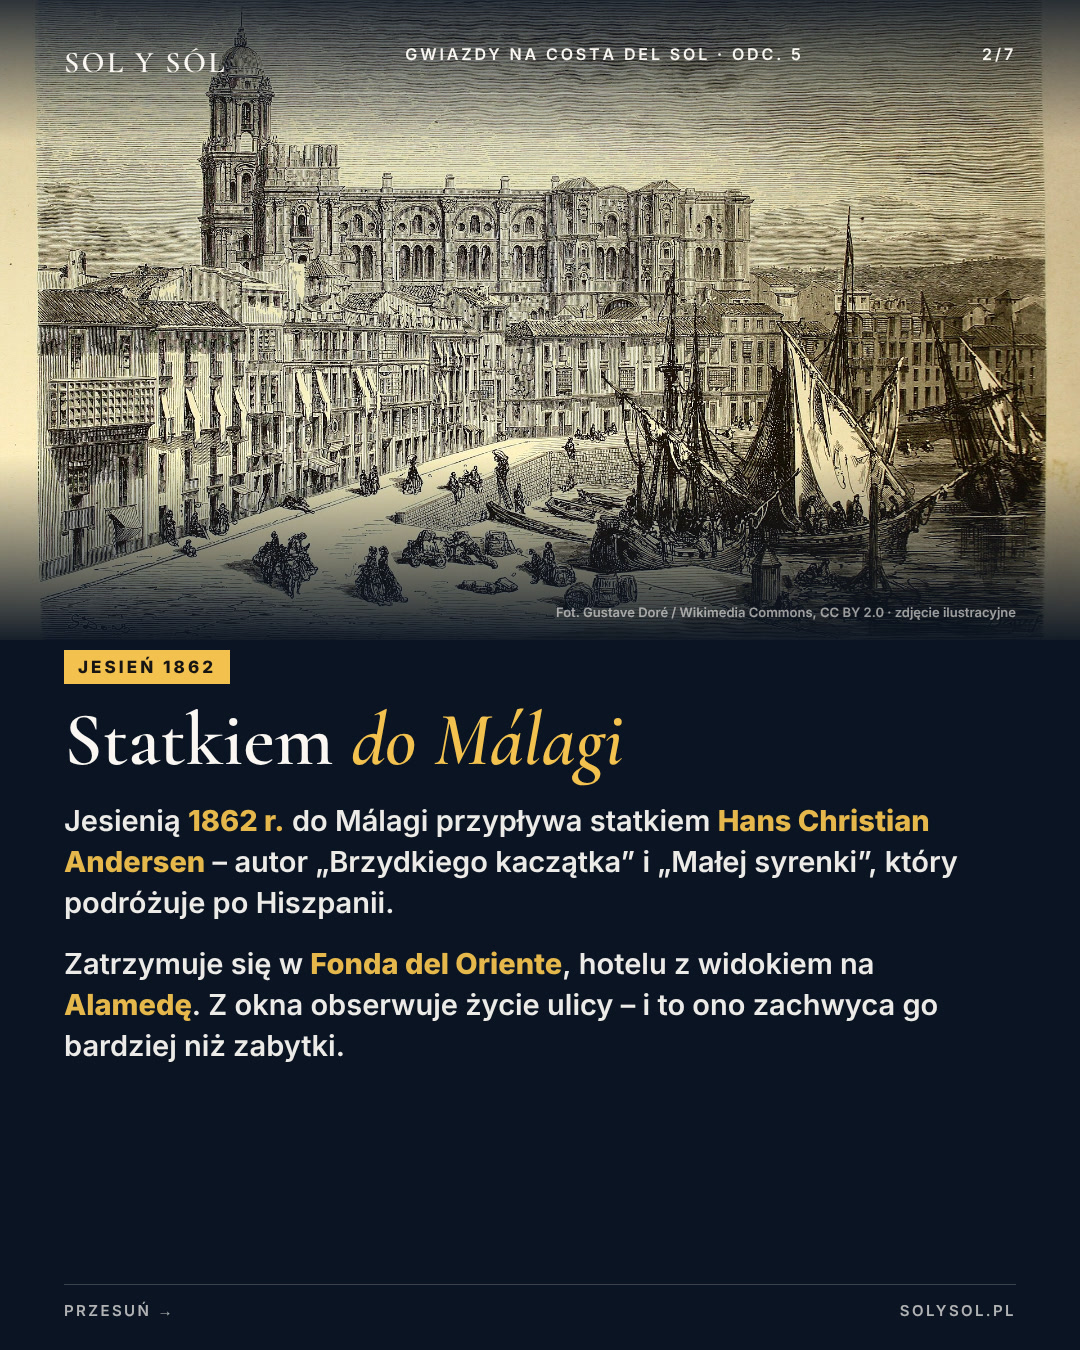 SOL Y SÓL
GWIAZDY NA COSTA DEL SOL · ODC. 5
2/7
Fot. Gustave Doré / Wikimedia Commons, CC BY 2.0 · zdjęcie ilustracyjne
JESIEŃ 1862
Statkiem do Málagi
Jesienią 1862 r. do Málagi przypływa statkiem Hans Christian
Andersen – autor „Brzydkiego kaczątka” i „Małej syrenki”, który
podróżuje po Hiszpanii.
Zatrzymuje się w Fonda del Oriente, hotelu z widokiem na
Alamedę. Z okna obserwuje życie ulicy – i to ono zachwyca go
bardziej niż zabytki.
PRZESUŃ →
SOLYSOL.PL